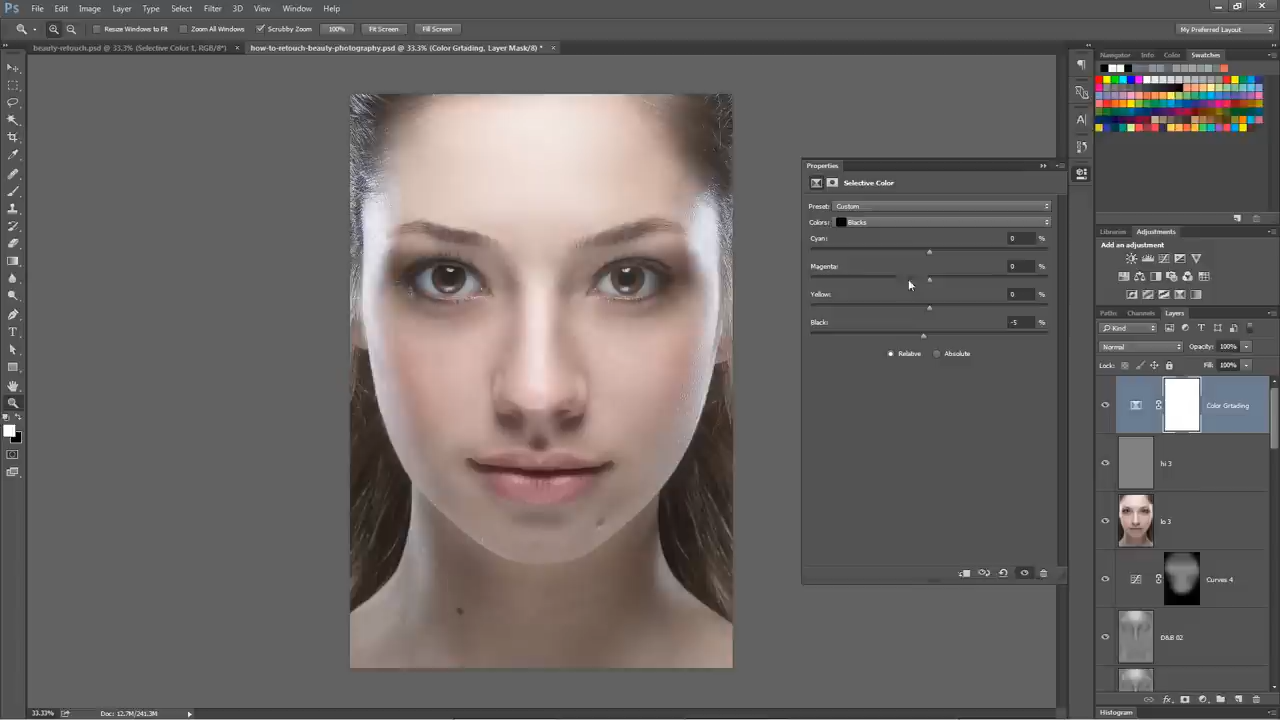 Ps File Edit Image Layer Type Select Filter 3D View Window Help
Resize Windows to Fit Zoom All Windows Scrubby Zoom 100% Fit Screen Fill Screen My Preferred Layout
beauty-retouch.psd @ 33.3% (Selective Color 1, RGB/8*) × how-to-retouch-beauty-photography.psd @ 33.3% (Color Grtading, Layer Mask/8) * ×
Navigator Info Color Swatches
Properties
Selective Color
Preset: Custom
Colors: Blacks
Cyan: 0 %
Magenta: 0 %
Yellow: 0 %
Black: -5 %
Relative Absolute
Libraries Adjustments
Add an adjustment
Paths Channels Layers
Kind
Normal Opacity: 100%
Lock: Fill: 100%
Color Grtading
hi 3
lo 3
Curves 4
D&B 02
fx
33.33% Doc: 12.7M/241.3M
Histogram